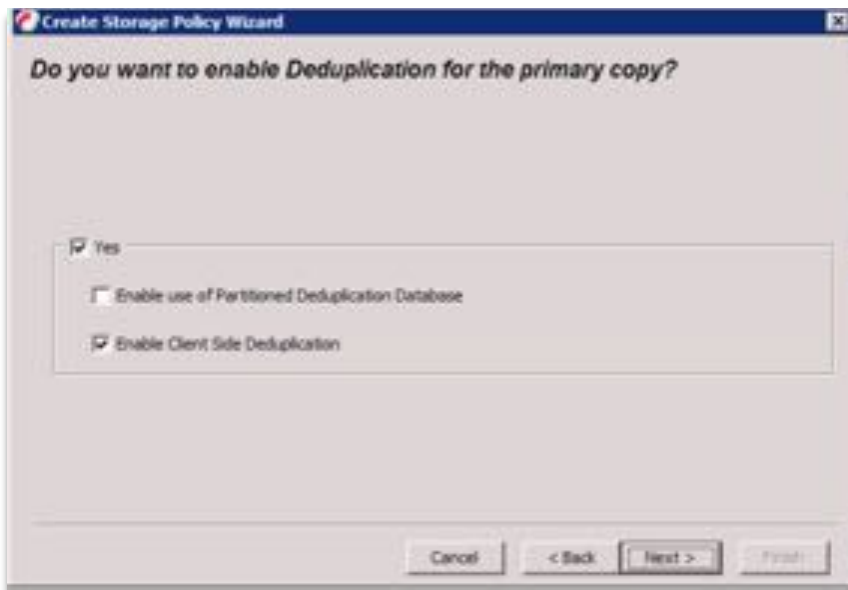 Create Storage Policy Wizard
Do you want to enable Deduplication for the primary copy?
Yes
Enable use of Partitioned Deduplication Database
Enable Client Side Deduplication
Cancel
< Back
Next >
Finish